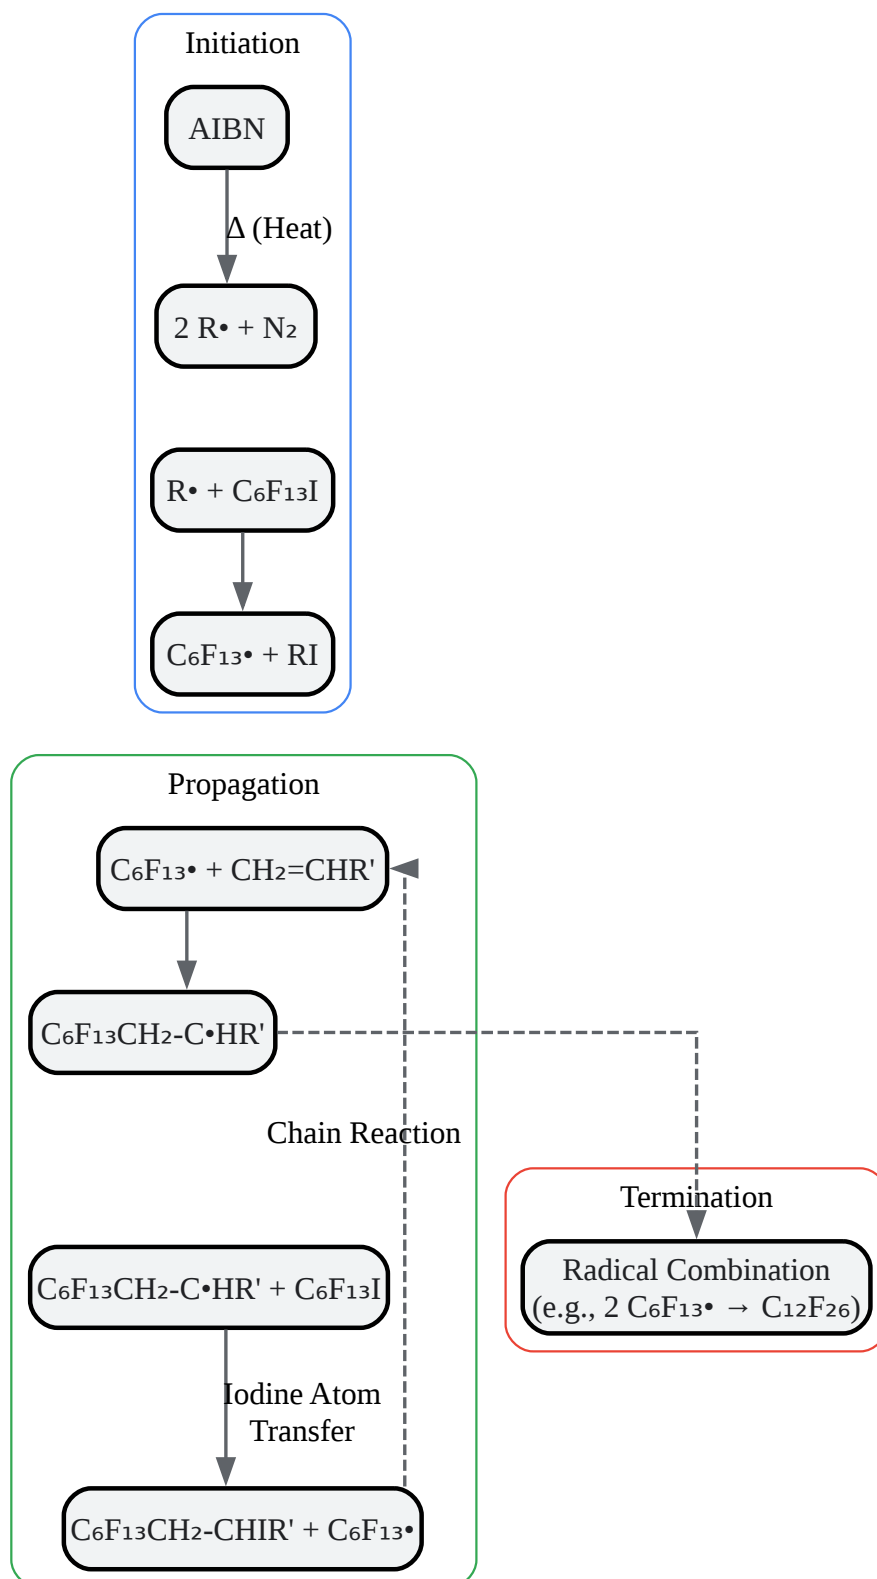 Initiation
AIBN
Δ (Heat)
2 R• + N₂
R• + C₆F₁₃I
C₆F₁₃• + RI
Propagation
C₆F₁₃• + CH₂=CHR'
C₆F₁₃CH₂-C•HR'
Chain Reaction
Termination
Radical Combination
(e.g., 2 C₆F₁₃• → C₁₂F₂₆)
C₆F₁₃CH₂-C•HR' + C₆F₁₃I
Iodine Atom
Transfer
C₆F₁₃CH₂-CHIR' + C₆F₁₃•